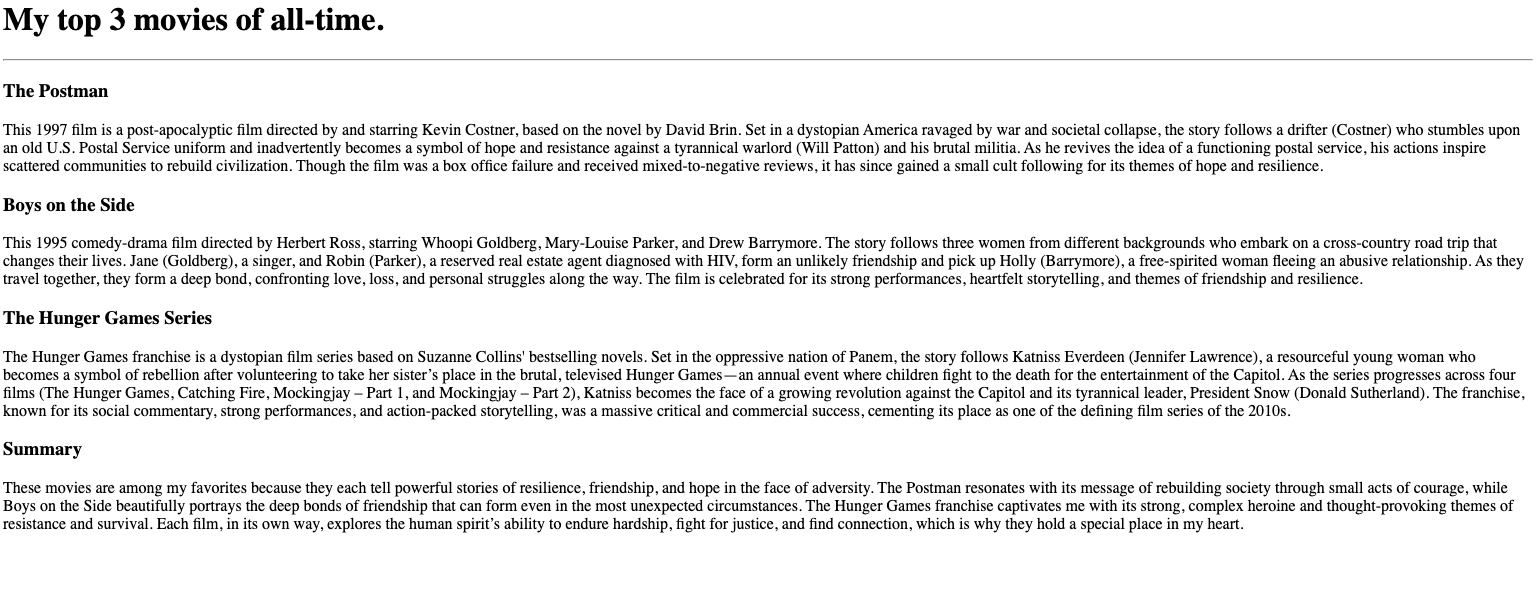 My top 3 movies of all-time.
The Postman
This 1997 film is a post-apocalyptic film directed by and starring Kevin Costner, based on the novel by David Brin. Set in a dystopian America ravaged by war and societal collapse, the story follows a drifter (Costner) who stumbles upon
an old U.S. Postal Service uniform and inadvertently becomes a symbol of hope and resistance against a tyrannical warlord (Will Patton) and his brutal militia. As he revives the idea of a functioning postal service, his actions inspire
scattered communities to rebuild civilization. Though the film was a box office failure and received mixed-to-negative reviews, it has since gained a small cult following for its themes of hope and resilience.
Boys on the Side
This 1995 comedy-drama film directed by Herbert Ross, starring Whoopi Goldberg, Mary-Louise Parker, and Drew Barrymore. The story follows three women from different backgrounds who embark on a cross-country road trip that
changes their lives. Jane (Goldberg), a singer, and Robin (Parker), a reserved real estate agent diagnosed with HIV, form an unlikely friendship and pick up Holly (Barrymore), a free-spirited woman fleeing an abusive relationship. As they
travel together, they form a deep bond, confronting love, loss, and personal struggles along the way. The film is celebrated for its strong performances, heartfelt storytelling, and themes of friendship and resilience.
The Hunger Games Series
The Hunger Games franchise is a dystopian film series based on Suzanne Collins' bestselling novels. Set in the oppressive nation of Panem, the story follows Katniss Everdeen (Jennifer Lawrence), a resourceful young woman who
becomes a symbol of rebellion after volunteering to take her sister’s place in the brutal, televised Hunger Games—an annual event where children fight to the death for the entertainment of the Capitol. As the series progresses across four
films (The Hunger Games, Catching Fire, Mockingjay – Part 1, and Mockingjay – Part 2), Katniss becomes the face of a growing revolution against the Capitol and its tyrannical leader, President Snow (Donald Sutherland). The franchise,
known for its social commentary, strong performances, and action-packed storytelling, was a massive critical and commercial success, cementing its place as one of the defining film series of the 2010s.
Summary
These movies are among my favorites because they each tell powerful stories of resilience, friendship, and hope in the face of adversity. The Postman resonates with its message of rebuilding society through small acts of courage, while
Boys on the Side beautifully portrays the deep bonds of friendship that can form even in the most unexpected circumstances. The Hunger Games franchise captivates me with its strong, complex heroine and thought-provoking themes of
resistance and survival. Each film, in its own way, explores the human spirit’s ability to endure hardship, fight for justice, and find connection, which is why they hold a special place in my heart.